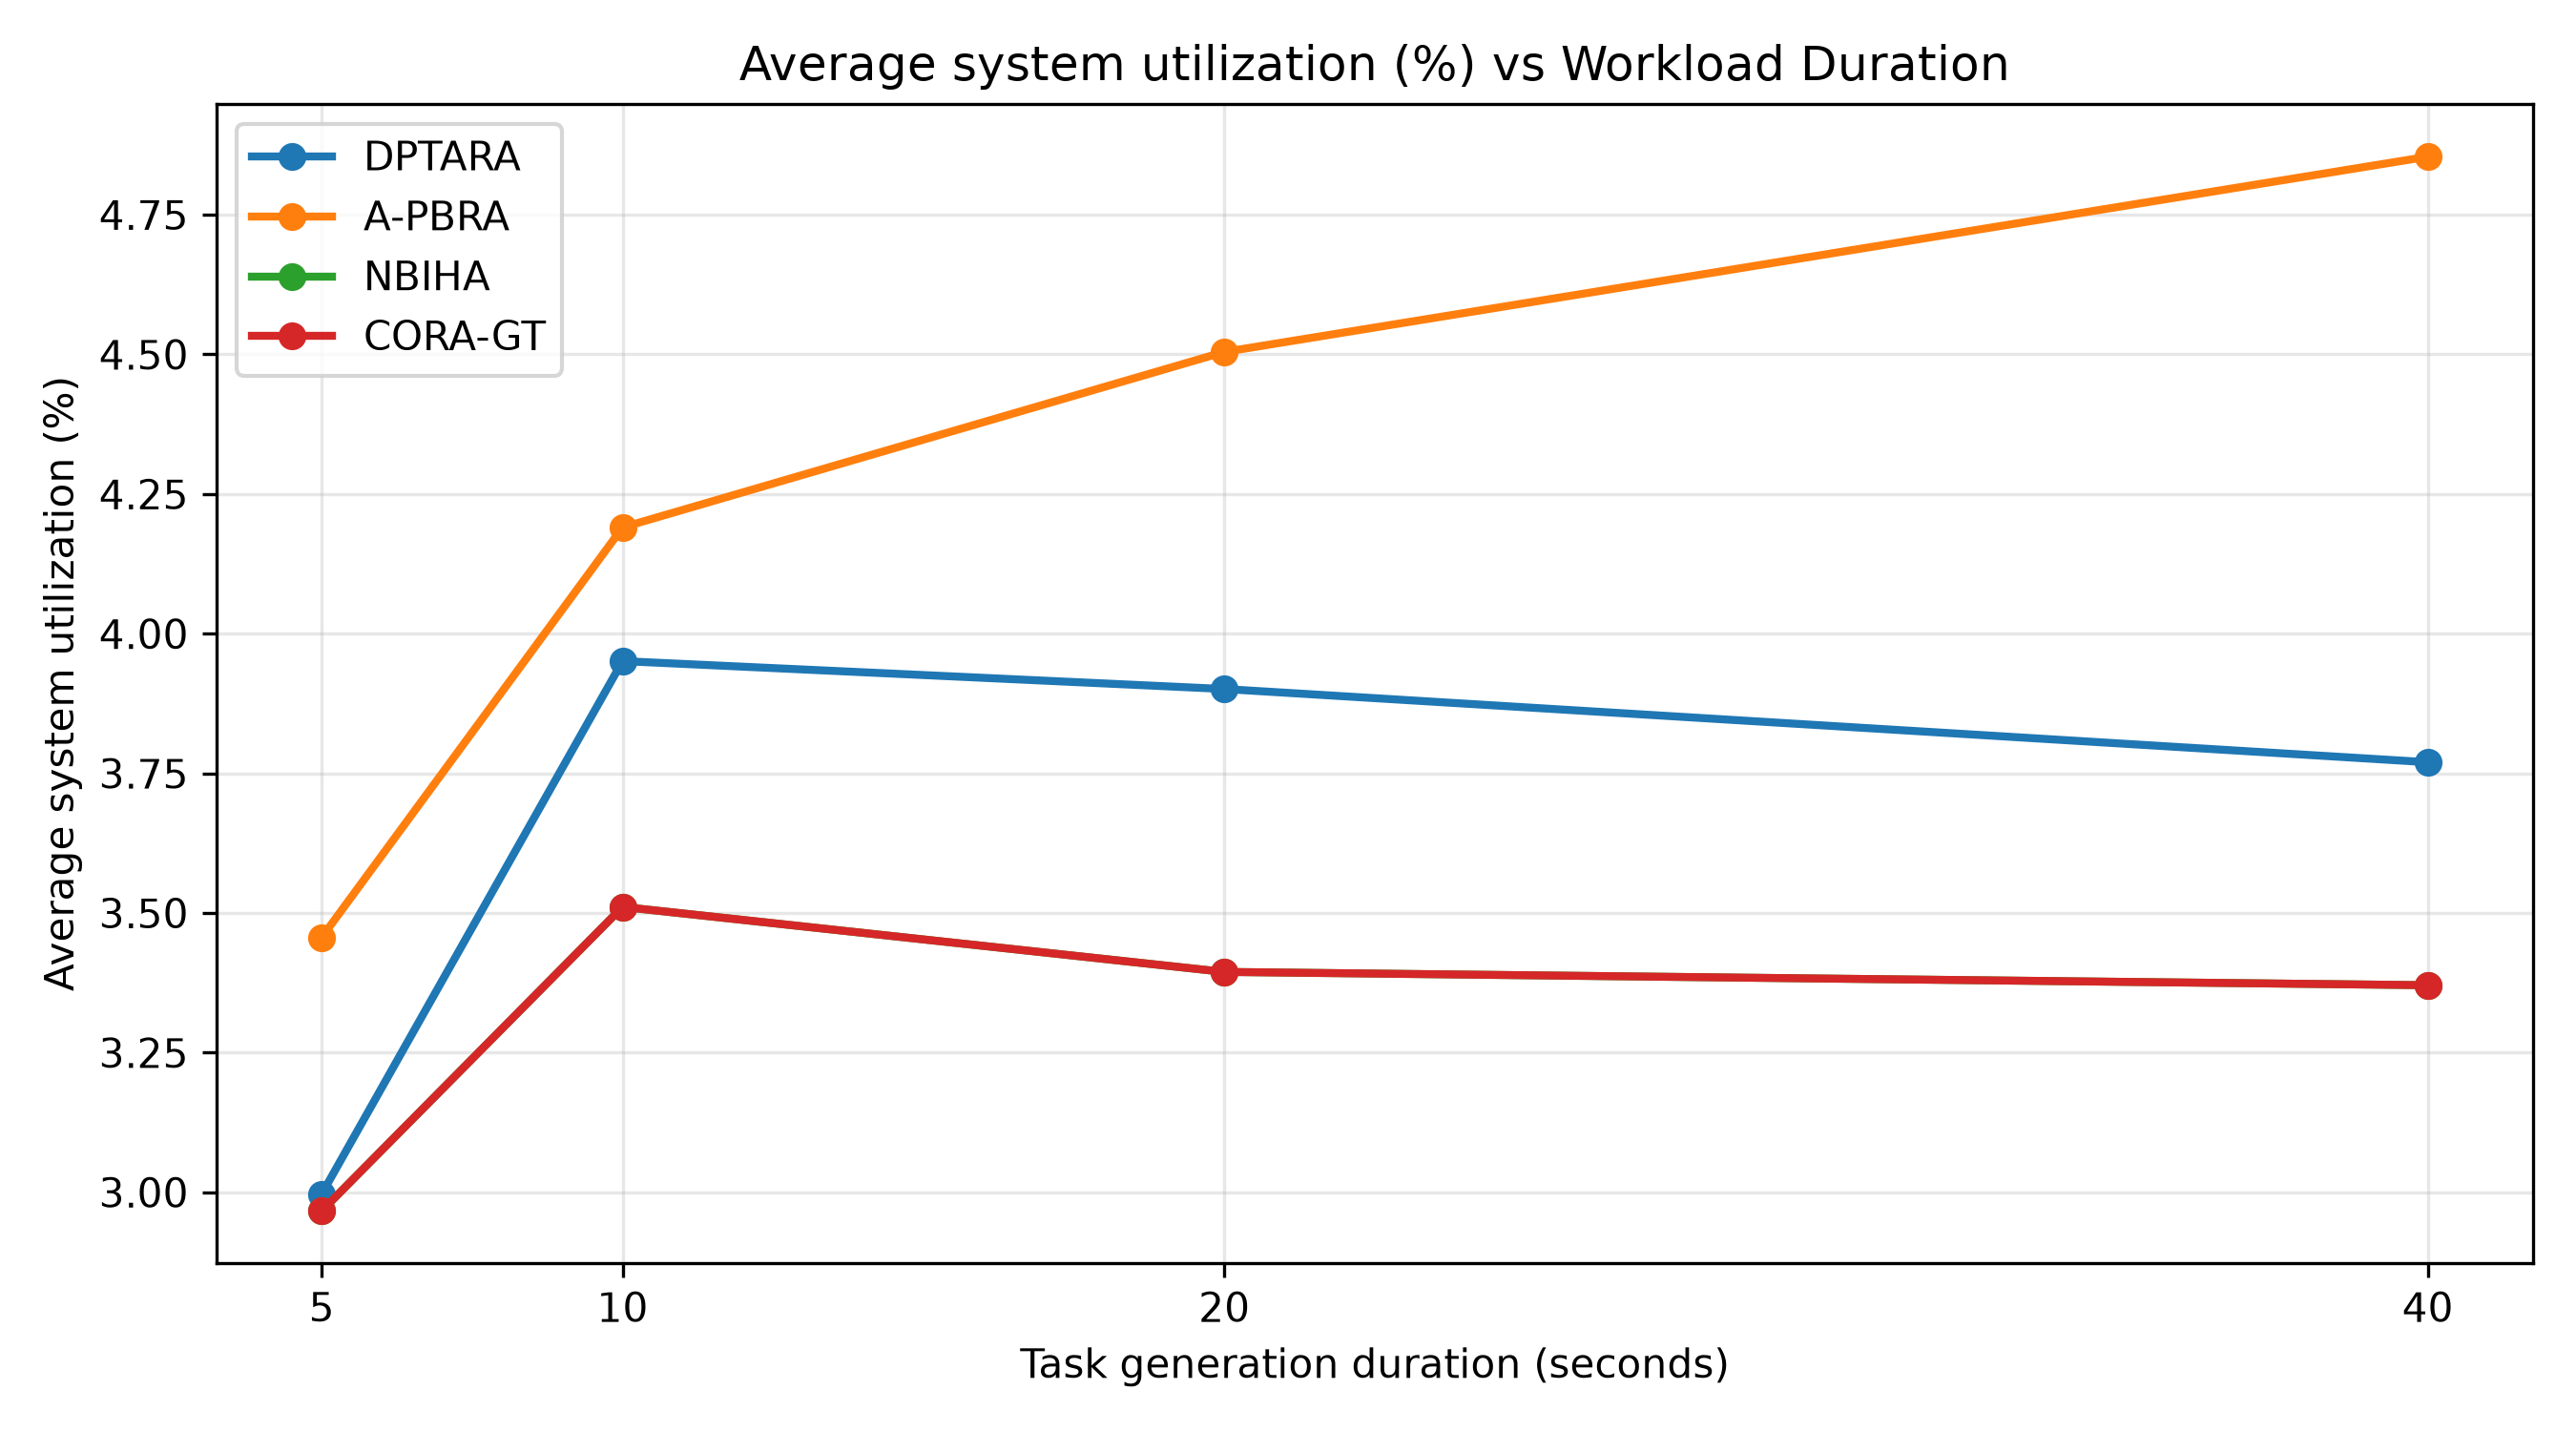 Average system utilization (%) vs Workload Duration
DPTARA
A-PBRA
NBIHA
CORA-GT
Average system utilization (%)
4.75
4.50
4.25
4.00
3.75
3.50
3.25
3.00
5 10 20 40
Task generation duration (seconds)